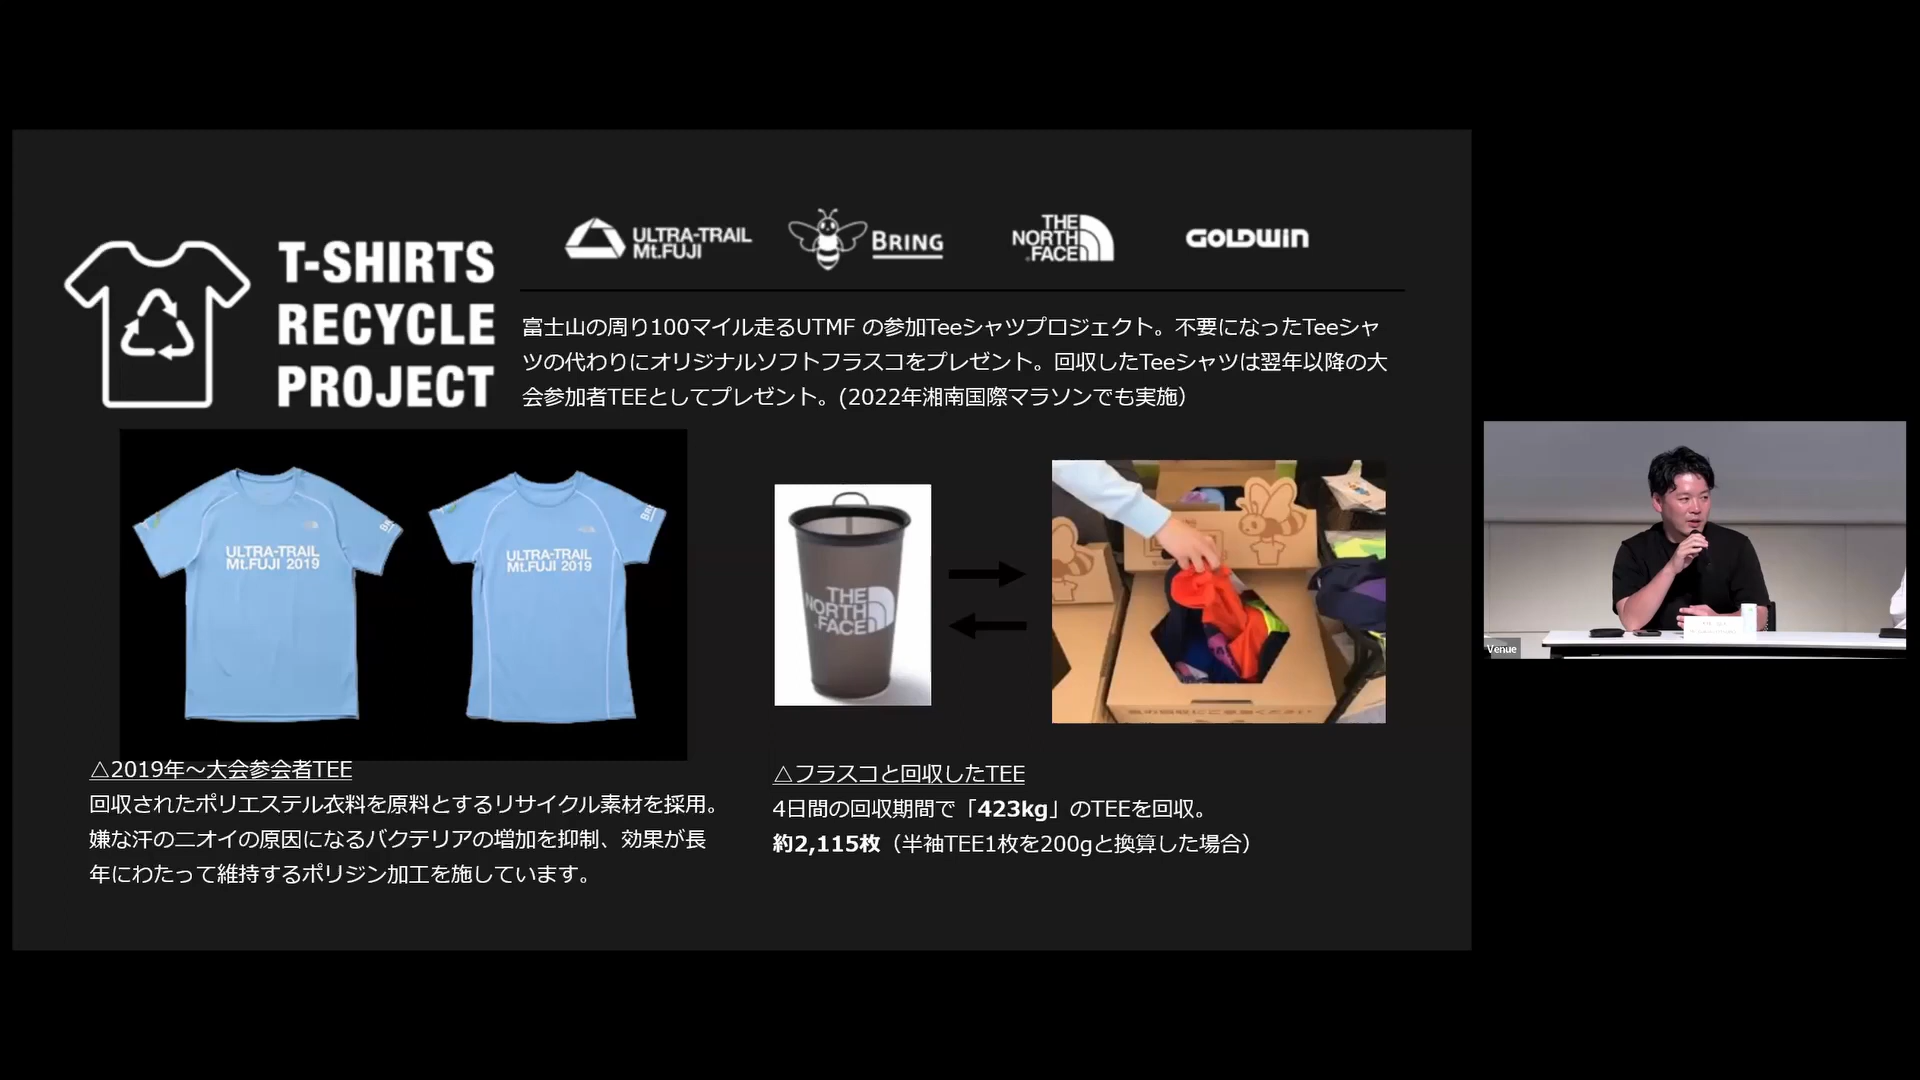 T-SHIRTS
RECYCLE
PROJECT
ULTRA-TRAIL
Mt.FUJI
BRING
THE
NORTH
FACE
GOLDWIN
富士山の周り100マイル走るUTMF の参加Teeシャツプロジェクト。不要になったTeeシャ
ツの代わりにオリジナルソフトフラスコをプレゼント。回収したTeeシャツは翌年以降の大
会参加者TEEとしてプレゼント。(2022年湘南国際マラソンでも実施）
ULTRA-TRAIL
Mt.FUJI 2019
ULTRA-TRAIL
Mt.FUJI 2019
THE
NORTH
FACE
△2019年～大会参会者TEE
回収されたポリエステル衣料を原料とするリサイクル素材を採用。
嫌な汗のニオイの原因になるバクテリアの増加を抑制、効果が長
年にわたって維持するポリジン加工を施しています。
△フラスコと回収したTEE
4日間の回収期間で「423kg」のTEEを回収。
約2,115枚（半袖TEE1枚を200gと換算した場合）
Venue